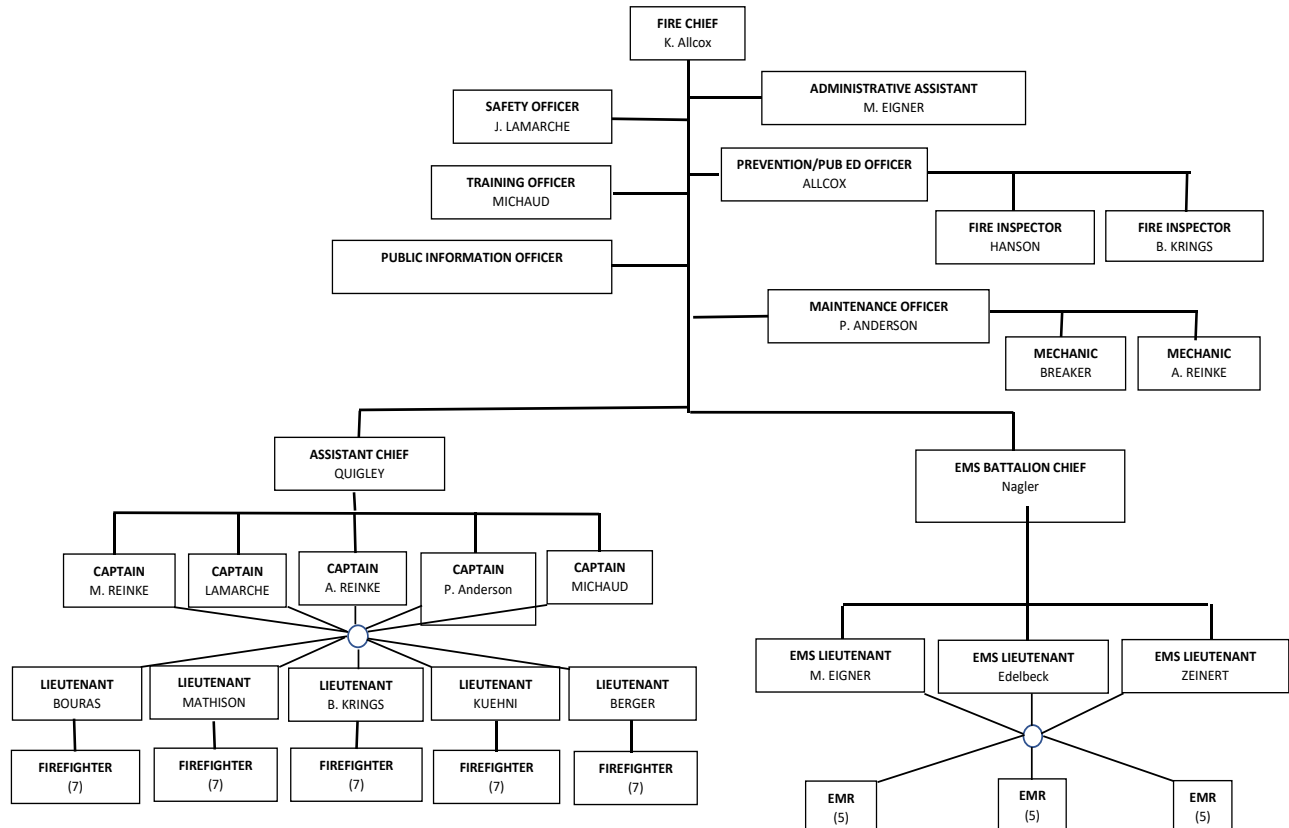 FIRE CHIEF
K. Allcox
ADMINISTRATIVE ASSISTANT
M. EIGNER
SAFETY OFFICER
J. LAMARCHE
PREVENTION/PUB ED OFFICER
ALLCOX
TRAINING OFFICER
MICHAUD
FIRE INSPECTOR
HANSON
FIRE INSPECTOR
B. KRINGS
PUBLIC INFORMATION OFFICER
MAINTENANCE OFFICER
P. ANDERSON
MECHANIC
BREAKER
MECHANIC
A. REINKE
ASSISTANT CHIEF
QUIGLEY
EMS BATTALION CHIEF
Nagler
CAPTAIN
M. REINKE
CAPTAIN
LAMARCHE
CAPTAIN
A. REINKE
CAPTAIN
P. Anderson
CAPTAIN
MICHAUD
LIEUTENANT
BOURAS
LIEUTENANT
MATHISON
LIEUTENANT
B. KRINGS
LIEUTENANT
KUEHNI
LIEUTENANT
BERGER
EMS LIEUTENANT
M. EIGNER
EMS LIEUTENANT
Edelbeck
EMS LIEUTENANT
ZEINERT
FIREFIGHTER
(7)
FIREFIGHTER
(7)
FIREFIGHTER
(7)
FIREFIGHTER
(7)
FIREFIGHTER
(7)
EMR
(5)
EMR
(5)
EMR
(5)